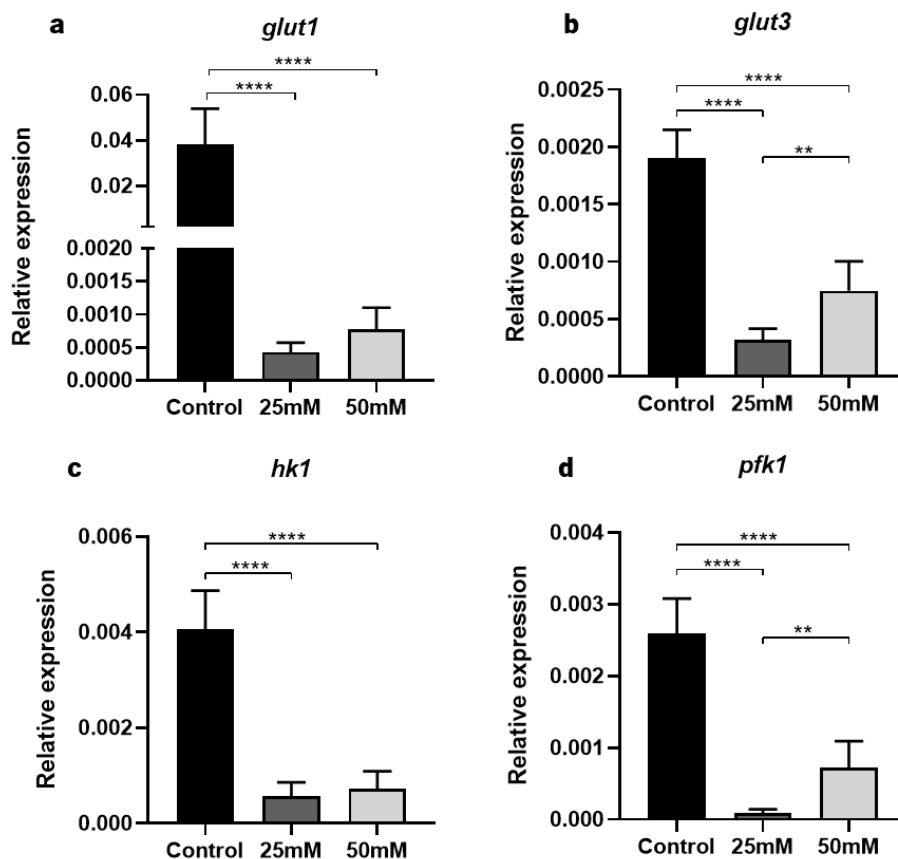 a
glut1
****
****
Relative expression
0.06
0.04
0.02
0.0020
0.0015
0.0010
0.0005
0.0000
Control 25mM 50mM
b
glut3
****
****
**
Relative expression
0.0025
0.0020
0.0015
0.0010
0.0005
0.0000
Control 25mM 50mM
c
hk1
****
****
Relative expression
0.006
0.004
0.002
0.000
Control 25mM 50mM
d
pfk1
****
****
**
Relative expression
0.004
0.003
0.002
0.001
0.000
Control 25mM 50mM